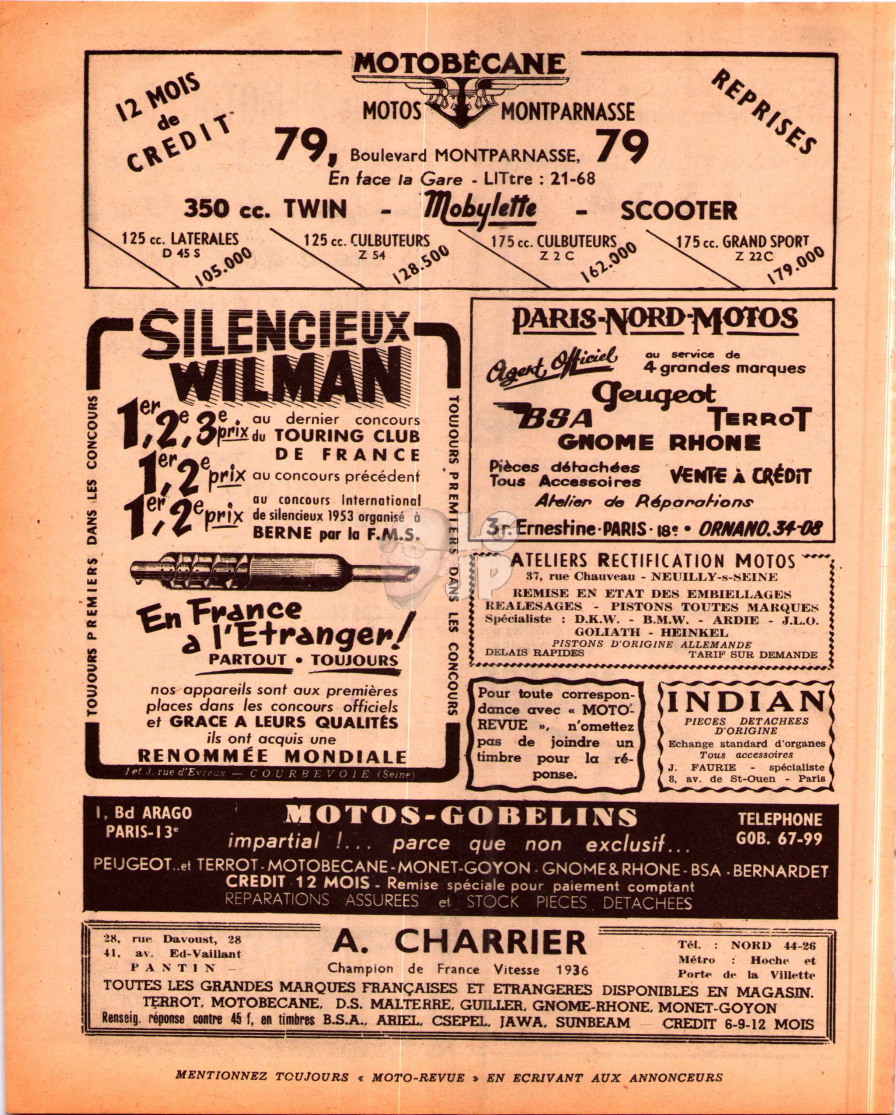 MOTOBÉCANE
12 MOIS
de
CREDIT
MOTOS MONTPARNASSE
REPRISES
79, Boulevard MONTPARNASSE, 79
En face la Gare - LITtre : 21-68
350 cc. TWIN - Mobylette - SCOOTER
125 cc. LATERALES
D 45 S
105.000
125 cc. CULBUTEURS
Z 54
128.500
175 cc. CULBUTEURS
Z 2 C
162.000
175 cc. GRAND SPORT
Z 22C
179.000
SILENCIEUX
WILMAN
TOUJOURS PREMIERS DANS LES CONCOURS
1er, 2e, 3e prix au dernier concours
du TOURING CLUB
DE FRANCE
1er, 2e prix au concours précédent
1er, 2e prix au concours International
de silencieux 1953 organisé à
BERNE par la F.M.S.
En France
a l'Etranger!
PARTOUT • TOUJOURS
nos appareils sont aux premières
places dans les concours officiels
et GRACE A LEURS QUALITÉS
ils ont acquis une
RENOMMÉE MONDIALE
1 et 3, rue d'Evreux — COURBEVOIE (Seine)
TOUJOURS PREMIERS DANS LES CONCOURS
PARIS-NORD-MOTOS
Agent Officiel au service de
4 grandes marques
Peugeot
BSA TERROT
GNOME RHONE
Pièces détachées
Tous Accessoires VENTE À CRÉDIT
Atelier de Réparations
3 r. Ernestine · PARIS · 18e • ORNANO. 34-08
ATELIERS RECTIFICATION MOTOS
37, rue Chauveau - NEUILLY-s-SEINE
REMISE EN ETAT DES EMBIELLAGES
REALESAGES - PISTONS TOUTES MARQUES
Spécialiste : D.K.W. - B.M.W. - ARDIE - J.L.O.
GOLIATH - HEINKEL
PISTONS D'ORIGINE ALLEMANDE
DELAIS RAPIDES TARIF SUR DEMANDE
Pour toute correspon-
dance avec « MOTO-
REVUE », n'omettez
pas de joindre un
timbre pour la ré-
ponse.
INDIAN
PIECES DETACHEES
D'ORIGINE
Echange standard d'organes
Tous accessoires
J. FAURIE - spécialiste
8, av. de St-Ouen - Paris
1, Bd ARAGO
PARIS-13e
MOTOS-GOBELINS
TELEPHONE
GOB. 67-99
impartial !... parce que non exclusif...
PEUGEOT..et TERROT-MOTOBECANE-MONET-GOYON-GNOME&RHONE-BSA-BERNARDET
CREDIT 12 MOIS - Remise spéciale pour paiement comptant
REPARATIONS ASSUREES et STOCK PIECES DETACHEES
28, rue Davoust, 28
41, av. Ed-Vaillant
– PANTIN –
A. CHARRIER
Champion de France Vitesse 1936
Tél. : NORD 44-26
Métro : Hoche et
Porte de la Villette
TOUTES LES GRANDES MARQUES FRANÇAISES ET ETRANGERES DISPONIBLES EN MAGASIN.
TERROT, MOTOBECANE, D.S. MALTERRE, GUILLER, GNOME-RHONE, MONET-GOYON
Renseig. réponse contre 45 f, en timbres B.S.A., ARIEL, CSEPEL, JAWA, SUNBEAM — CREDIT 6-9-12 MOIS
MENTIONNEZ TOUJOURS « MOTO-REVUE » EN ECRIVANT AUX ANNONCEURS